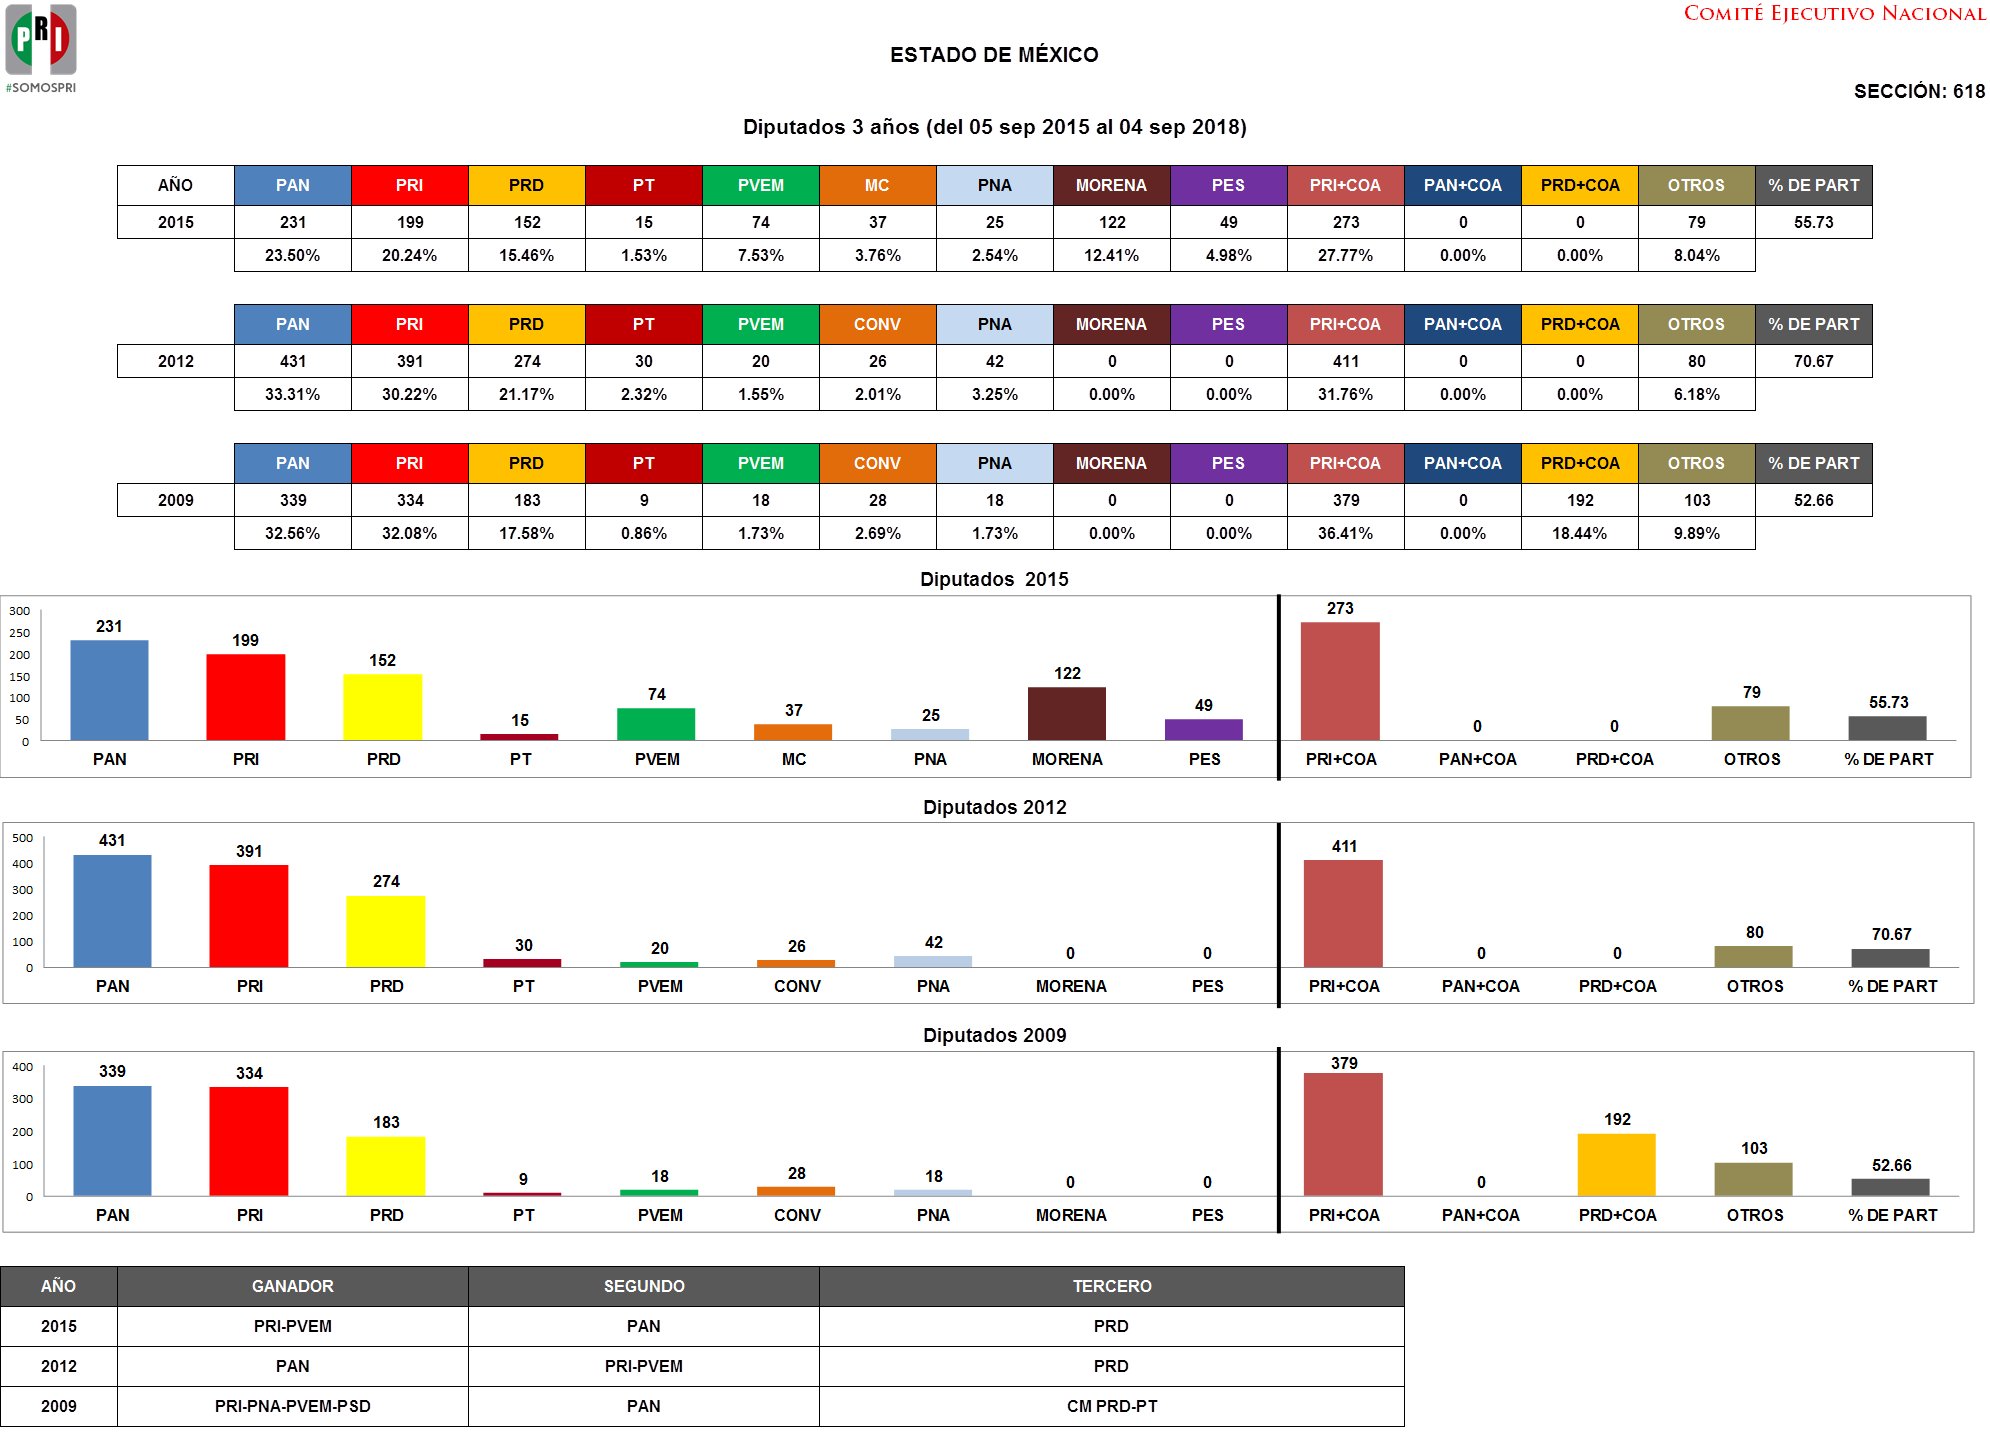 COMITÉ EJECUTIVO NACIONAL
PRI
#SOMOSPRI
ESTADO DE MÉXICO
SECCIÓN: 618
Diputados 3 años (del 05 sep 2015 al 04 sep 2018)
AÑO PAN PRI PRD PT PVEM MC PNA MORENA PES PRI+COA PAN+COA PRD+COA OTROS % DE PART
2015 231 199 152 15 74 37 25 122 49 273 0 0 79 55.73
23.50% 20.24% 15.46% 1.53% 7.53% 3.76% 2.54% 12.41% 4.98% 27.77% 0.00% 0.00% 8.04%
PAN PRI PRD PT PVEM CONV PNA MORENA PES PRI+COA PAN+COA PRD+COA OTROS % DE PART
2012 431 391 274 30 20 26 42 0 0 411 0 0 80 70.67
33.31% 30.22% 21.17% 2.32% 1.55% 2.01% 3.25% 0.00% 0.00% 31.76% 0.00% 0.00% 6.18%
PAN PRI PRD PT PVEM CONV PNA MORENA PES PRI+COA PAN+COA PRD+COA OTROS % DE PART
2009 339 334 183 9 18 28 18 0 0 379 0 192 103 52.66
32.56% 32.08% 17.58% 0.86% 1.73% 2.69% 1.73% 0.00% 0.00% 36.41% 0.00% 18.44% 9.89%
Diputados 2015
300
250
200
150
100
50
0
231 199 152 15 74 37 25 122 49 273 0 0 79 55.73
PAN PRI PRD PT PVEM MC PNA MORENA PES PRI+COA PAN+COA PRD+COA OTROS % DE PART
Diputados 2012
500
400
300
200
100
0
431 391 274 30 20 26 42 0 0 411 0 0 80 70.67
PAN PRI PRD PT PVEM CONV PNA MORENA PES PRI+COA PAN+COA PRD+COA OTROS % DE PART
Diputados 2009
400
300
200
100
0
339 334 183 9 18 28 18 0 0 379 0 192 103 52.66
PAN PRI PRD PT PVEM CONV PNA MORENA PES PRI+COA PAN+COA PRD+COA OTROS % DE PART
AÑO GANADOR SEGUNDO TERCERO
2015 PRI-PVEM PAN PRD
2012 PAN PRI-PVEM PRD
2009 PRI-PNA-PVEM-PSD PAN CM PRD-PT